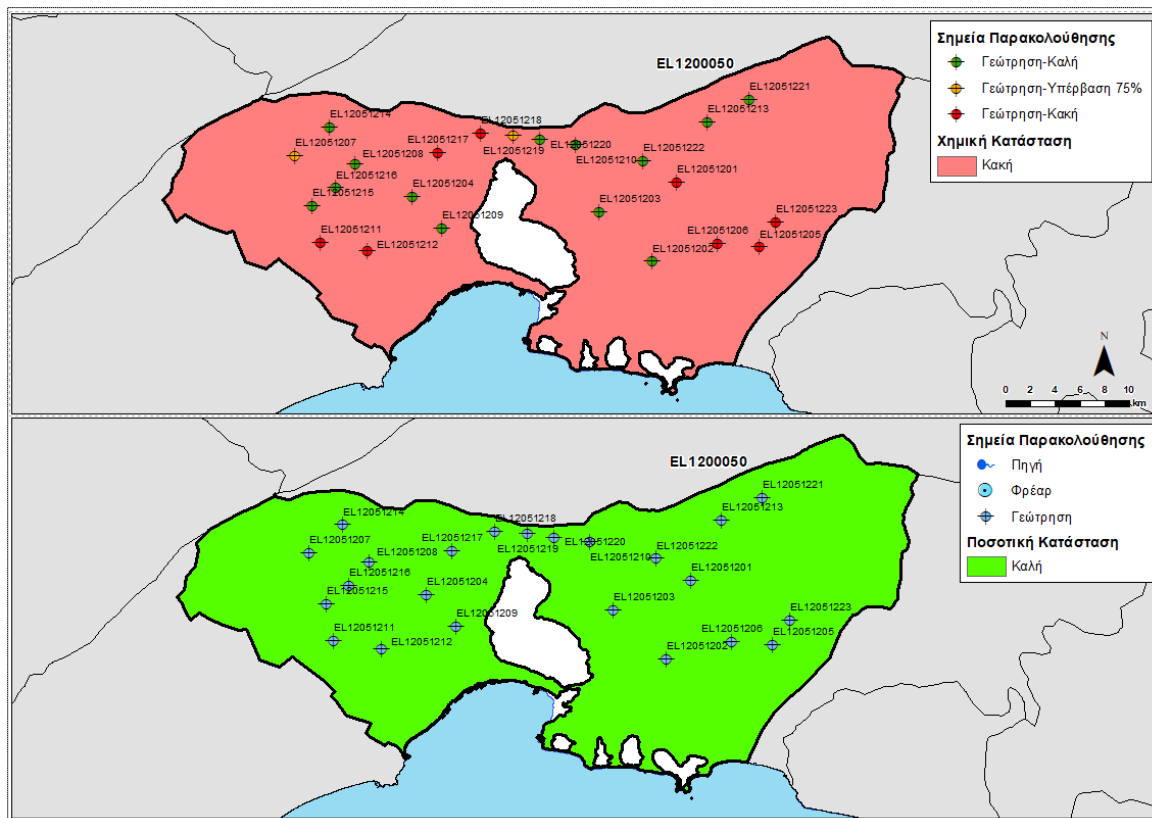 EL1200050
EL12051221
EL12051213
EL12051214
EL12051218
EL12051217
EL12051219
EL12051220
EL12051207
EL12051208
EL12051210
EL12051222
EL12051216
EL12051201
EL12051215
EL12051204
EL12051203
EL12051209
EL12051223
EL12051211
EL12051212
EL12051206
EL12051205
EL12051202
Σημεία Παρακολούθησης
Γεώτρηση-Καλή
Γεώτρηση-Υπέρβαση 75%
Γεώτρηση-Κακή
Χημική Κατάσταση
Κακή
N
0 2 4 6 8 10
km
EL1200050
EL12051221
EL12051213
EL12051214
EL12051218
EL12051217
EL12051219
EL12051220
EL12051207
EL12051208
EL12051210
EL12051222
EL12051216
EL12051201
EL12051215
EL12051204
EL12051203
EL12051209
EL12051223
EL12051211
EL12051212
EL12051206
EL12051205
EL12051202
Σημεία Παρακολούθησης
Πηγή
Φρέαρ
Γεώτρηση
Ποσοτική Κατάσταση
Καλή